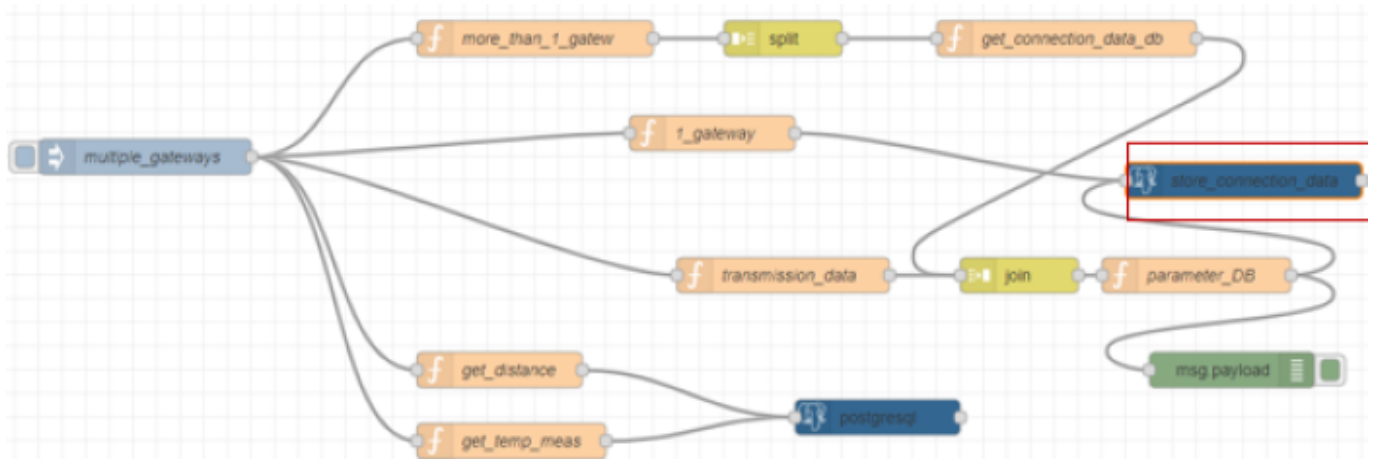 more_than_1_gatew
split
get_connection_data_db
1_gateway
multiple_gateways
store_connection_data
transmission_data
join
parameter_DB
get_distance
msg.payload
postgresql
get_temp_meas